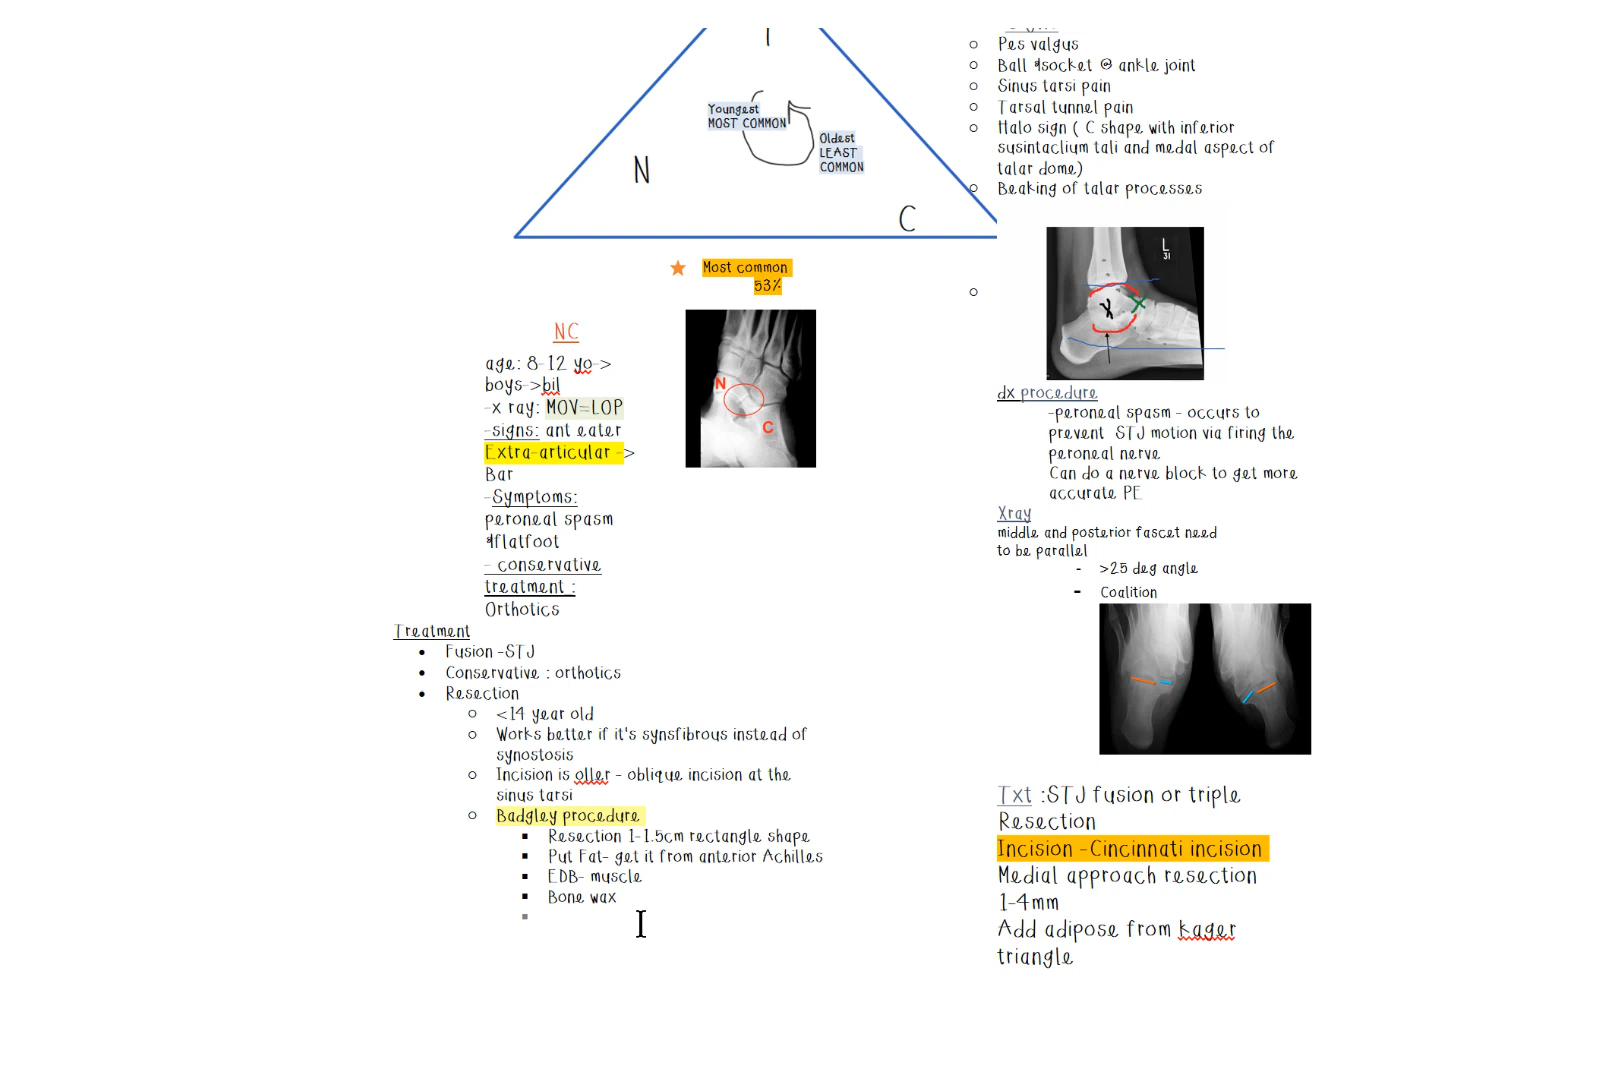 T
N
C
Youngest
MOST COMMON
Oldest
LEAST
COMMON
Most common
53%
NC
age: 8-12 yo->
boys->bil
-x ray: MOV=LOP
-signs: ant eater
Extra-articular ->
Bar
-Symptoms:
peroneal spasm
&flatfoot
- conservative
treatment :
Orthotics
N
C
Treatment
• Fusion -STJ
• Conservative : orthotics
• Resection
○ <14 year old
○ Works better if it's synsfibrous instead of
synostosis
○ Incision is oller - oblique incision at the
sinus tarsi
○ Badgley procedure
▪ Resection 1-1.5cm rectangle shape
▪ Put Fat- get it from anterior Achilles
▪ EDB- muscle
▪ Bone wax
○ Pes valgus
○ Ball &socket @ ankle joint
○ Sinus tarsi pain
○ Tarsal tunnel pain
○ Halo sign ( C shape with inferior
susintaclium tali and medal aspect of
talar dome)
○ Beaking of talar processes
L
31
X
X
dx procedure
-peroneal spasm - occurs to
prevent STJ motion via firing the
peroneal nerve
Can do a nerve block to get more
accurate PE
Xray
middle and posterior fascet need
to be parallel
- >25 deg angle
- Coalition
Txt :STJ fusion or triple
Resection
Incision -Cincinnati incision
Medial approach resection
1-4mm
Add adipose from kager
triangle